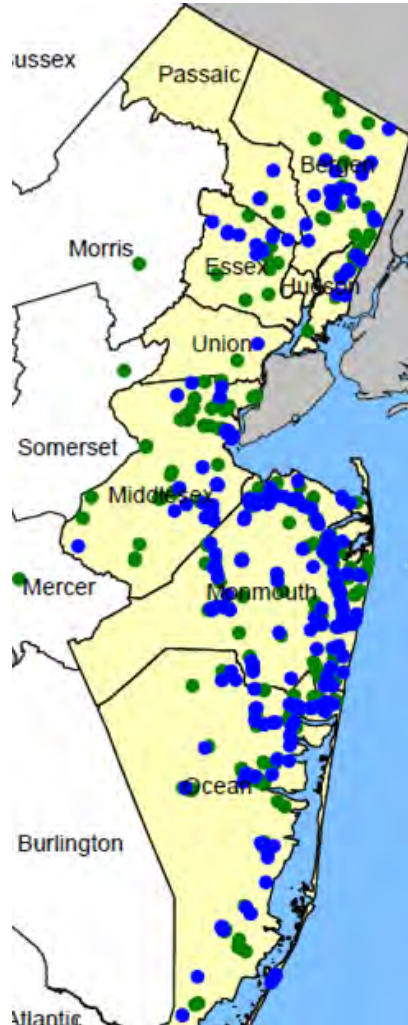 ussex
Passaic
Bergen
Morris
Essex
Hudson
Union
Somerset
Middlesex
Mercer
Monmouth
Ocean
Burlington
Atlantic